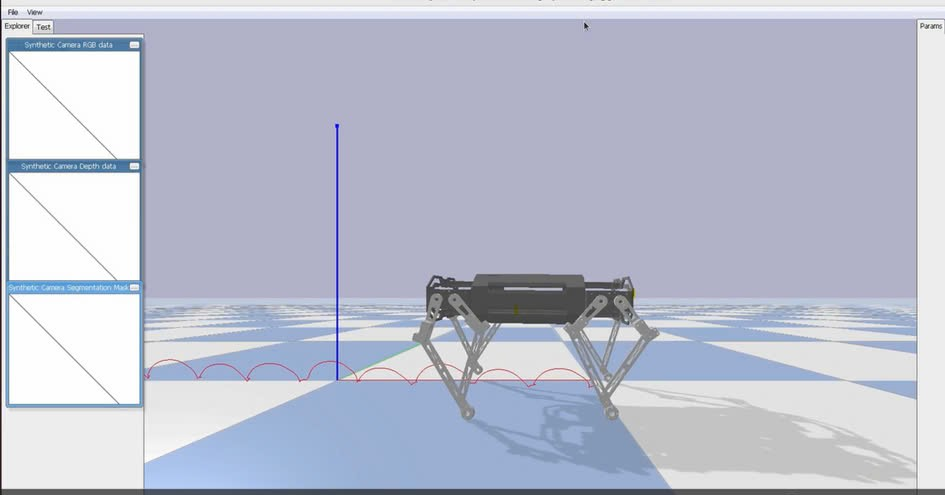 File View
Explorer Test
Params
Synthetic Camera RGB data
Synthetic Camera Depth data
Synthetic Camera Segmentation Mask